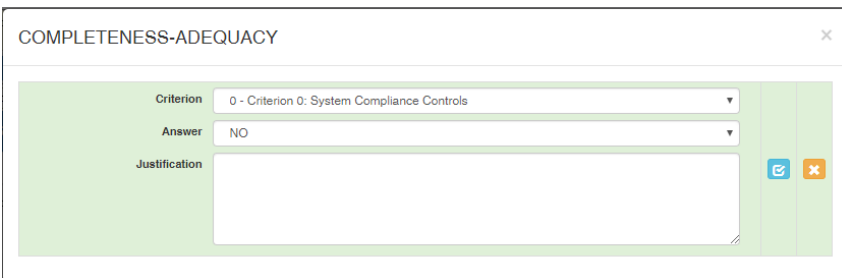 COMPLETENESS-ADEQUACY ×
Criterion 0 - Criterion 0: System Compliance Controls
Answer NO
Justification